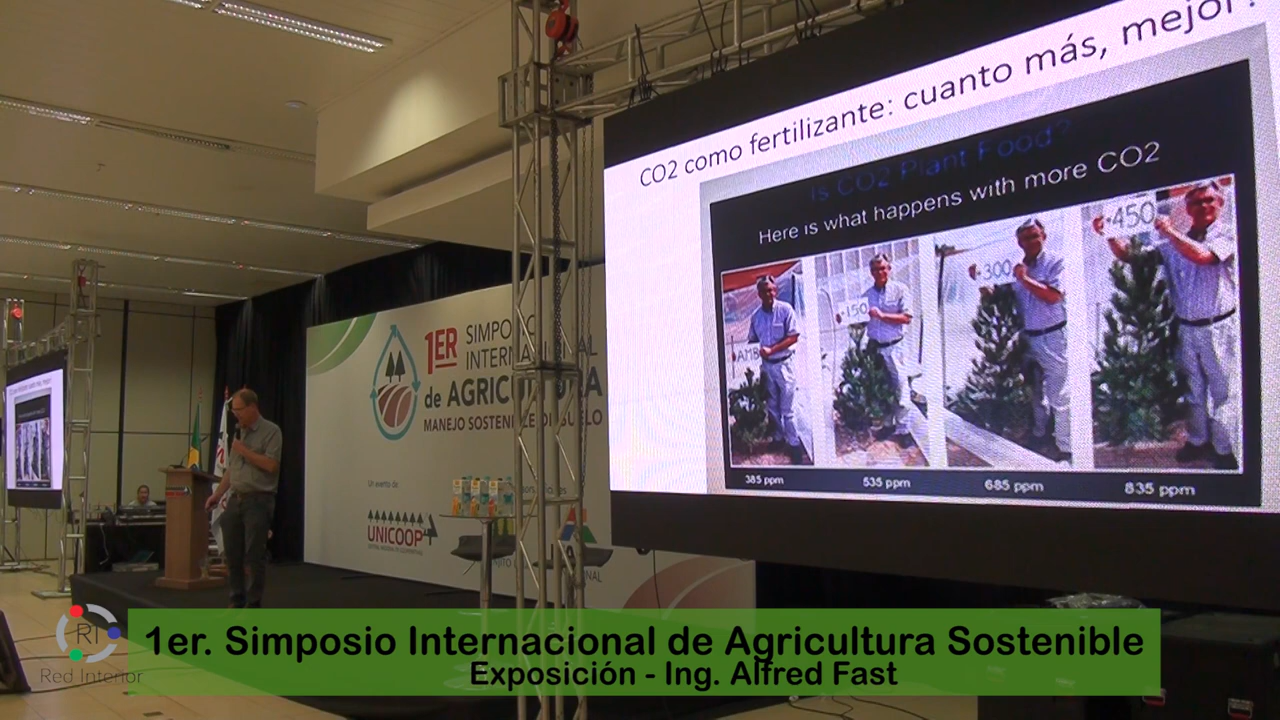 CO2 como fertilizante: cuanto más, mejor?
Is CO2 Plant Food?
Here is what happens with more CO2
AMB
+150
+300
+450
385 ppm
535 ppm
685 ppm
835 ppm
1ER SIMPOSIO
INTERNACIONAL
de AGRICULTURA
MANEJO SOSTENIBLE DE SUELO
Un evento de:
UNICOOP
RI
Red Interior
1er. Simposio Internacional de Agricultura Sostenible
Exposición - Ing. Alfred Fast